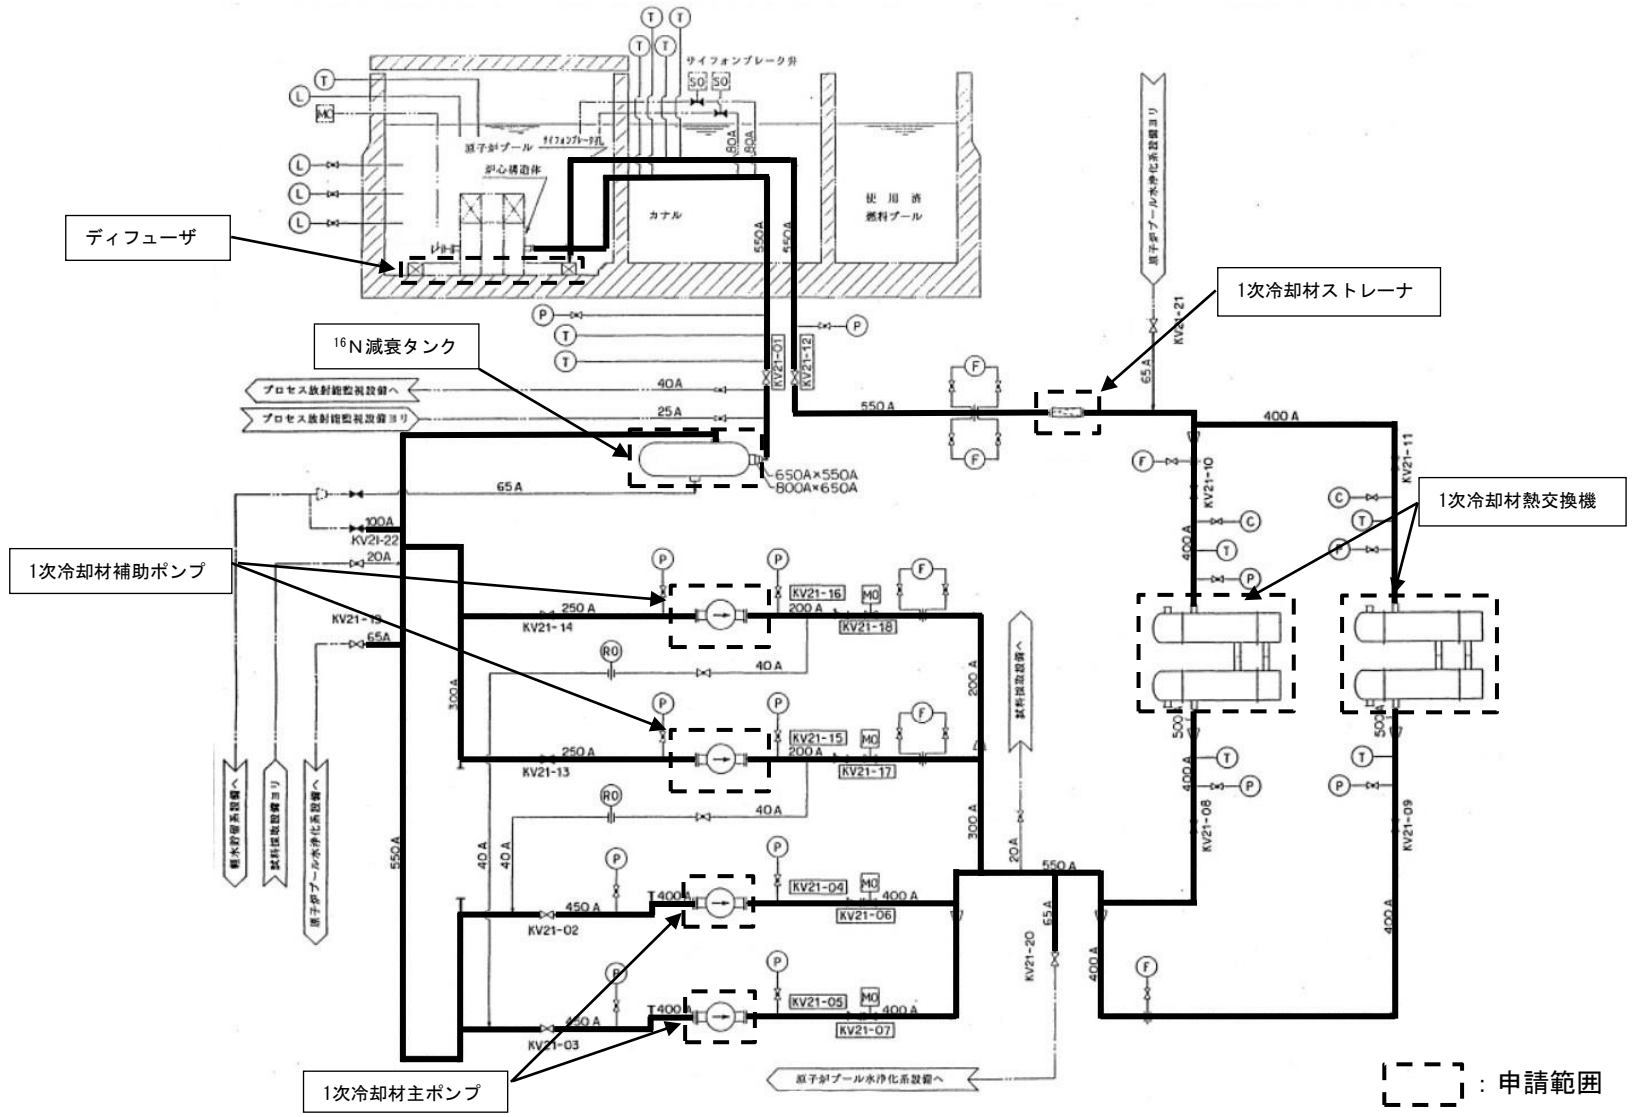 T
T
T
T
サイフォンブレーク弁
SO
SO
T
L
MO
80A
80A
原子炉プール
サイフォンブレーク孔
炉心構造体
L
L
L
カナル
使用済
燃料プール
550A
550A
原子炉プール水浄化系設備ヨリ
ディフューザ
1次冷却材ストレーナ
P
T
T
P
KV21-01
KV21-12
KV21-21
65A
16N減衰タンク
プロセス放射能監視設備へ
40A
プロセス放射能監視設備ヨリ
25A
F
F
550A
400A
650A×550A
800A×650A
65A
F
KV21-10
KV21-11
C
C
T
T
P
P
400A
1次冷却材熱交換機
100A
KV21-22
20A
1次冷却材補助ポンプ
KV21-19
65A
P
P
KV21-16
MO
F
250A
200A
KV21-14
KV21-18
RO
40A
300A
200A
試料採取設備へ
P
P
KV21-15
MO
F
250A
200A
KV21-13
KV21-17
RO
40A
500A
500A
T
P
T
P
400A
KV21-08
KV21-09
軽水貯留系設備へ
試料採取設備ヨリ
原子炉プール水浄化系設備へ
550A
40A
40A
300A
20A
550A
P
P
KV21-04
MO
400A
400A
450A
KV21-02
KV21-06
65A
KV21-20
400A
400A
P
P
KV21-05
MO
F
400A
400A
450A
KV21-03
KV21-07
1次冷却材主ポンプ
原子炉プール水浄化系設備へ
：申請範囲